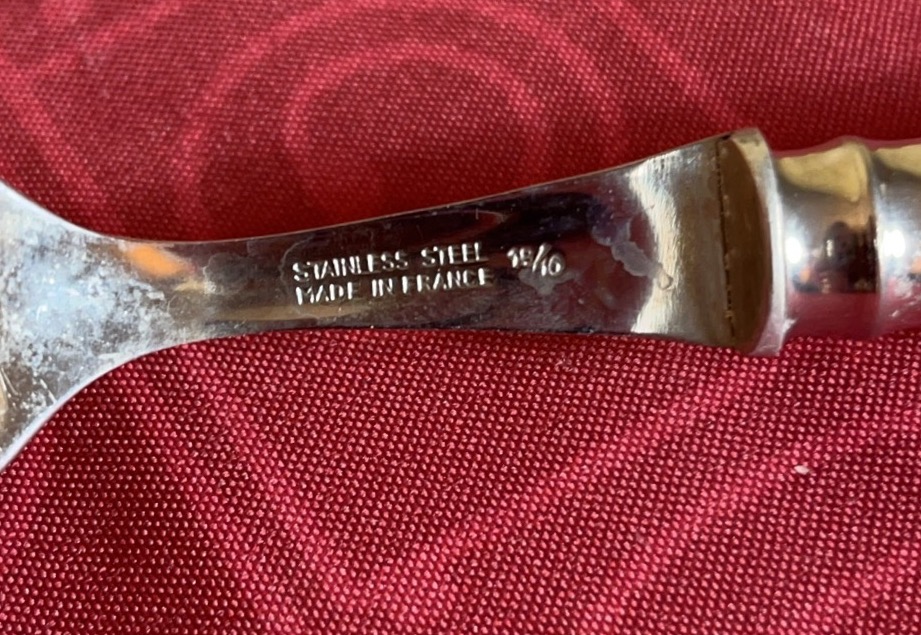 STAINLESS STEEL 18/10
MADE IN FRANCE